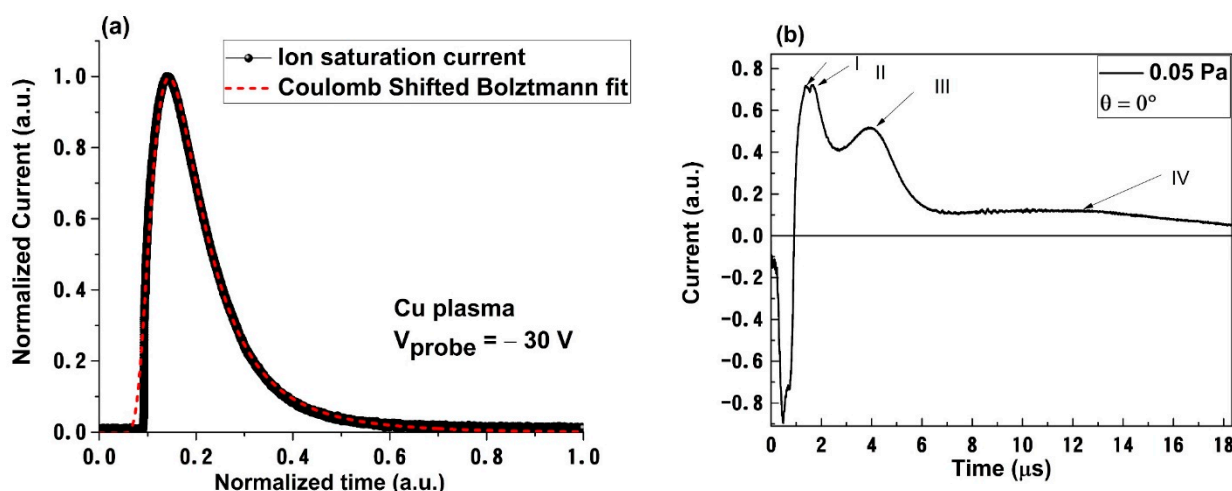 (a)
Ion saturation current
Coulomb Shifted Bolztmann fit
Normalized Current (a.u.)
1.0
0.8
0.6
0.4
0.2
0.0
Cu plasma
Vprobe = – 30 V
0.0 0.2 0.4 0.6 0.8 1.0
Normalized time (a.u.)
(b)
0.05 Pa
θ = 0°
I
II
III
IV
Current (a.u.)
0.8
0.6
0.4
0.2
0.0
−0.2
−0.4
−0.6
−0.8
0 2 4 6 8 10 12 14 16 18
Time (μs)